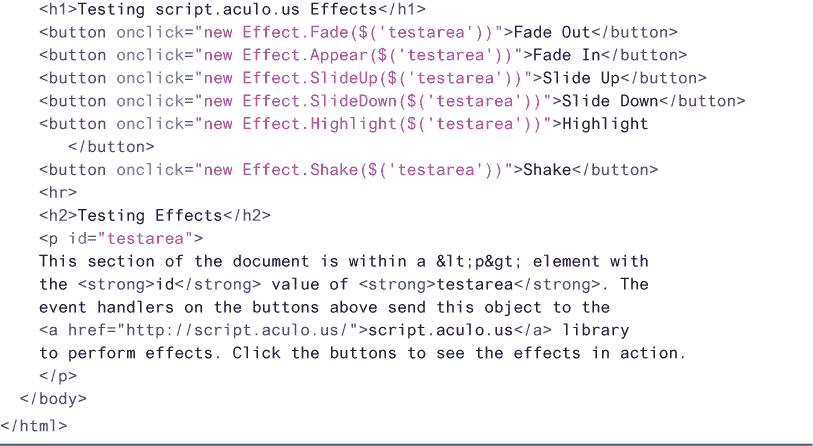 <h1>Testing script.aculo.us Effects</h1>
<button onclick="new Effect.Fade($('testarea'))">Fade Out</button>
<button onclick="new Effect.Appear($('testarea'))">Fade In</button>
<button onclick="new Effect.SlideUp($('testarea'))">Slide Up</button>
<button onclick="new Effect.SlideDown($('testarea'))">Slide Down</button>
<button onclick="new Effect.Highlight($('testarea'))">Highlight
</button>
<button onclick="new Effect.Shake($('testarea'))">Shake</button>
<hr>
<h2>Testing Effects</h2>
<p id="testarea">
This section of the document is within a &lt;p&gt; element with
the <strong>id</strong> value of <strong>testarea</strong>. The
event handlers on the buttons above send this object to the
<a href="http://script.aculo.us/">script.aculo.us</a> library
to perform effects. Click the buttons to see the effects in action.
</p>
</body>
</html>